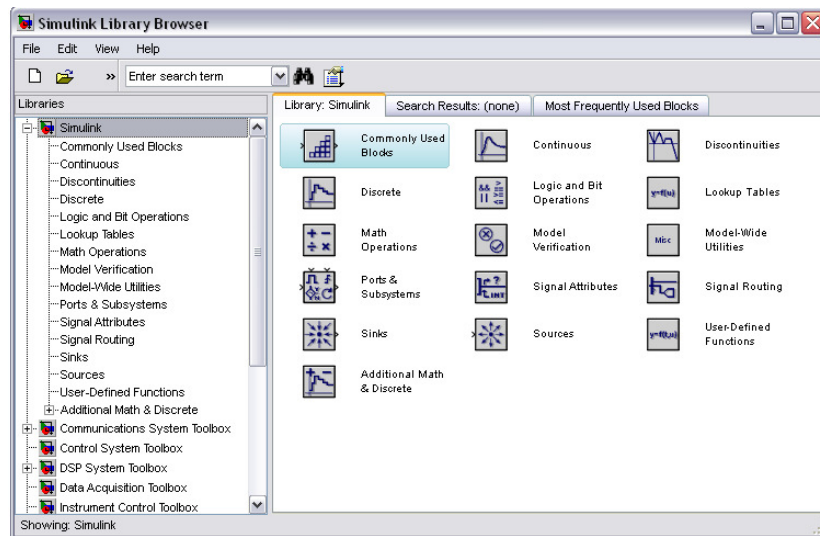 Simulink Library Browser
File Edit View Help
» Enter search term
Libraries
Simulink
Commonly Used Blocks
Continuous
Discontinuities
Discrete
Logic and Bit Operations
Lookup Tables
Math Operations
Model Verification
Model-Wide Utilities
Ports & Subsystems
Signal Attributes
Signal Routing
Sinks
Sources
User-Defined Functions
Additional Math & Discrete
Communications System Toolbox
Control System Toolbox
DSP System Toolbox
Data Acquisition Toolbox
Instrument Control Toolbox
Library: Simulink Search Results: (none) Most Frequently Used Blocks
Commonly Used
Blocks
Continuous
Discontinuities
Discrete
Logic and Bit
Operations
y=f(u)
Lookup Tables
Math
Operations
Model
Verification
Misc
Model-Wide
Utilities
Ports &
Subsystems
Signal Attributes
Signal Routing
Sinks
Sources
y=f(u)
User-Defined
Functions
Additional Math
& Discrete
Showing: Simulink